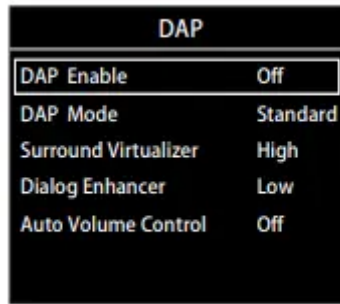 DAP
DAP Enable Off
DAP Mode Standard
Surround Virtualizer High
Dialog Enhancer Low
Auto Volume Control Off